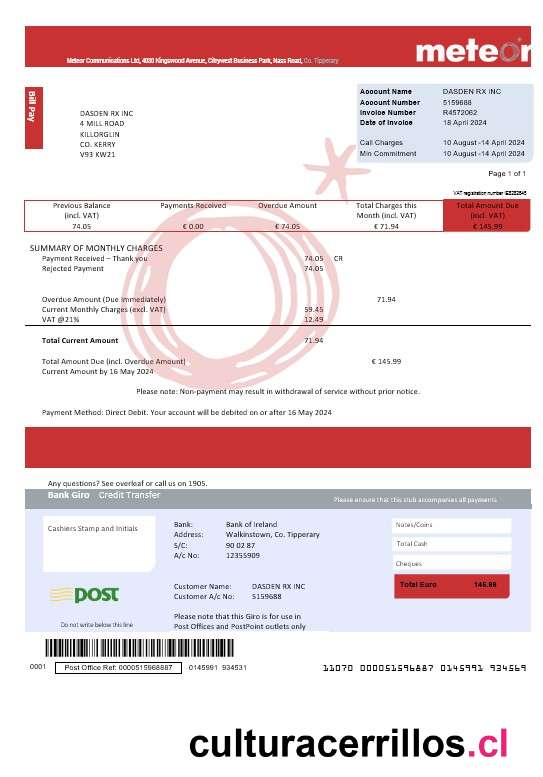 meteor
Meteor Communications Ltd, 4030 Kingswood Avenue, Citywest Business Park, Nass Road, Co. Tipperary
Bill Pay
DASDEN RX INC
4 MILL ROAD
KILLORGLIN
CO. KERRY
V93 KW21
Account Name DASDEN RX INC
Account Number 5159688
Invoice Number R4572062
Date of Invoice 18 April 2024
Call Charges 10 August–14 April 2024
Min Commitment 10 August–14 April 2024
Page 1 of 1
VAT registration number
Previous Balance (incl. VAT) 74.05
Payments Received € 0.00
Overdue Amount € 74.05
Total Charges this Month (incl. VAT) € 71.94
Total Amount Due (incl. VAT) € 145.99
SUMMARY OF MONTHLY CHARGES
Payment Received – Thank you 74.05 CR
Rejected Payment 74.05
Overdue Amount (Due Immediately) 71.94
Current Monthly Charges (excl. VAT) 59.45
VAT @21% 12.49
Total Current Amount 71.94
Total Amount Due (incl. Overdue Amount) € 145.99
Current Amount by 16 May 2024
Please note: Non-payment may result in withdrawal of service without prior notice.
Payment Method: Direct Debit. Your account will be debited on or after 16 May 2024
Any questions? See overleaf or call us on 1905.
Bank Giro Credit Transfer
Please ensure that this stub accompanies all payments
Cashiers Stamp and Initials
post
Do not write below this line
Bank: Bank of Ireland
Address: Walkinstown, Co. Tipperary
S/C: 90 02 87
A/c No: 12355909
Customer Name: DASDEN RX INC
Customer A/c No: 5159688
Please note that this Giro is for use in
Post Offices and PostPoint outlets only
Notes/Coins
Total Cash
Cheques
Total Euro 145.99
0001 Post Office Ref: 0000515968887 0145991 934531
11070 000051596887 0145991 934569
culturacerrillos.cl